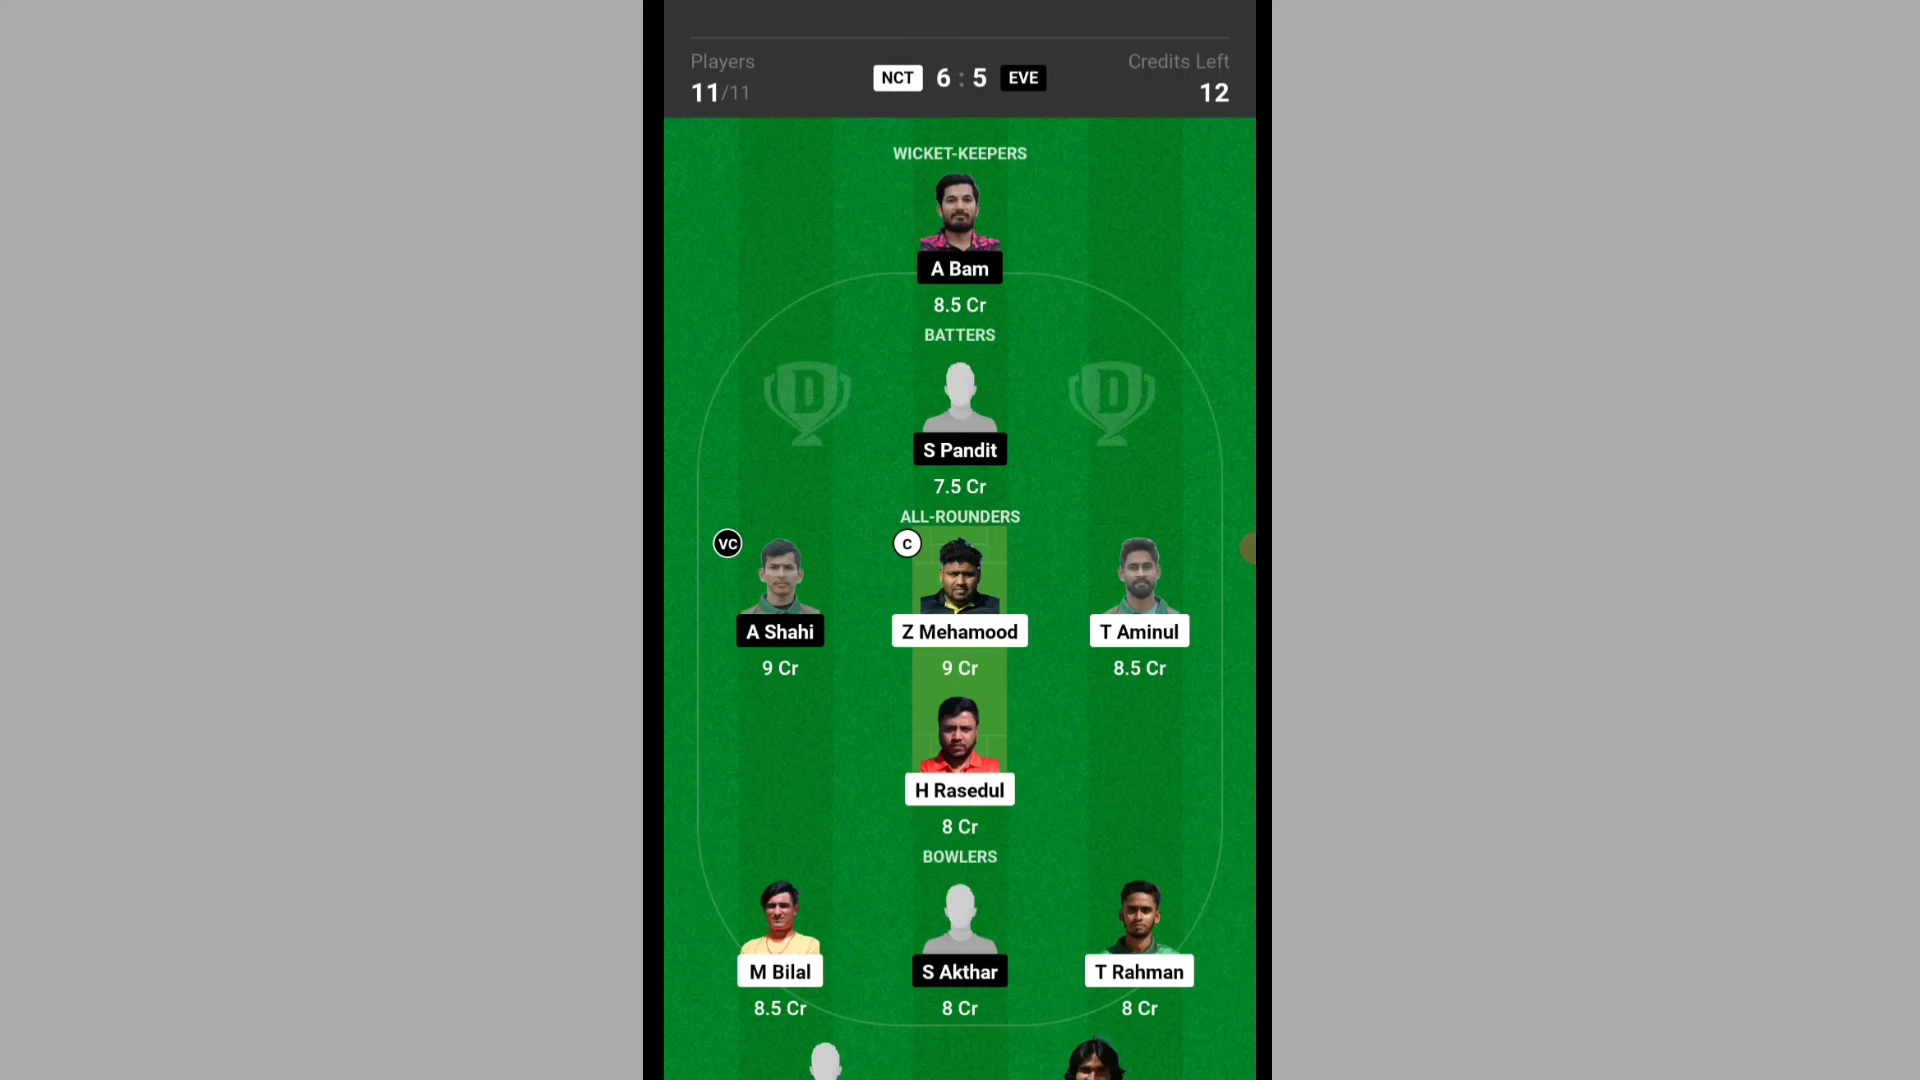 Players
Credits Left
11/11
NCT 6 : 5 EVE
12
WICKET-KEEPERS
A Bam
8.5 Cr
BATTERS
D
D
S Pandit
7.5 Cr
ALL-ROUNDERS
VC
C
A Shahi
Z Mehamood
T Aminul
9 Cr
9 Cr
8.5 Cr
H Rasedul
8 Cr
BOWLERS
M Bilal
S Akthar
T Rahman
8.5 Cr
8 Cr
8 Cr